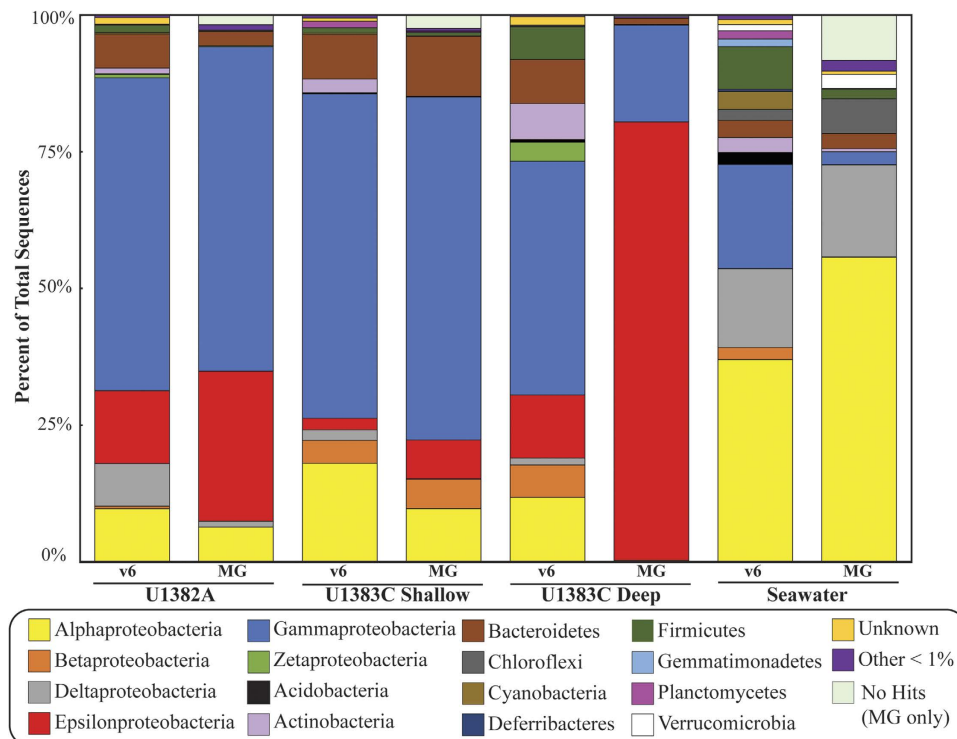 Percent of Total Sequences
100%
75%
50%
25%
0%
v6 MG v6 MG v6 MG v6 MG
U1382A U1383C Shallow U1383C Deep Seawater
Alphaproteobacteria Gammaproteobacteria Bacteroidetes Firmicutes Unknown
Betaproteobacteria Zetaproteobacteria Chloroflexi Gemmatimonadetes Other < 1%
Deltaproteobacteria Acidobacteria Cyanobacteria Planctomycetes No Hits
Epsilonproteobacteria Actinobacteria Deferribacteres Verrucomicrobia (MG only)